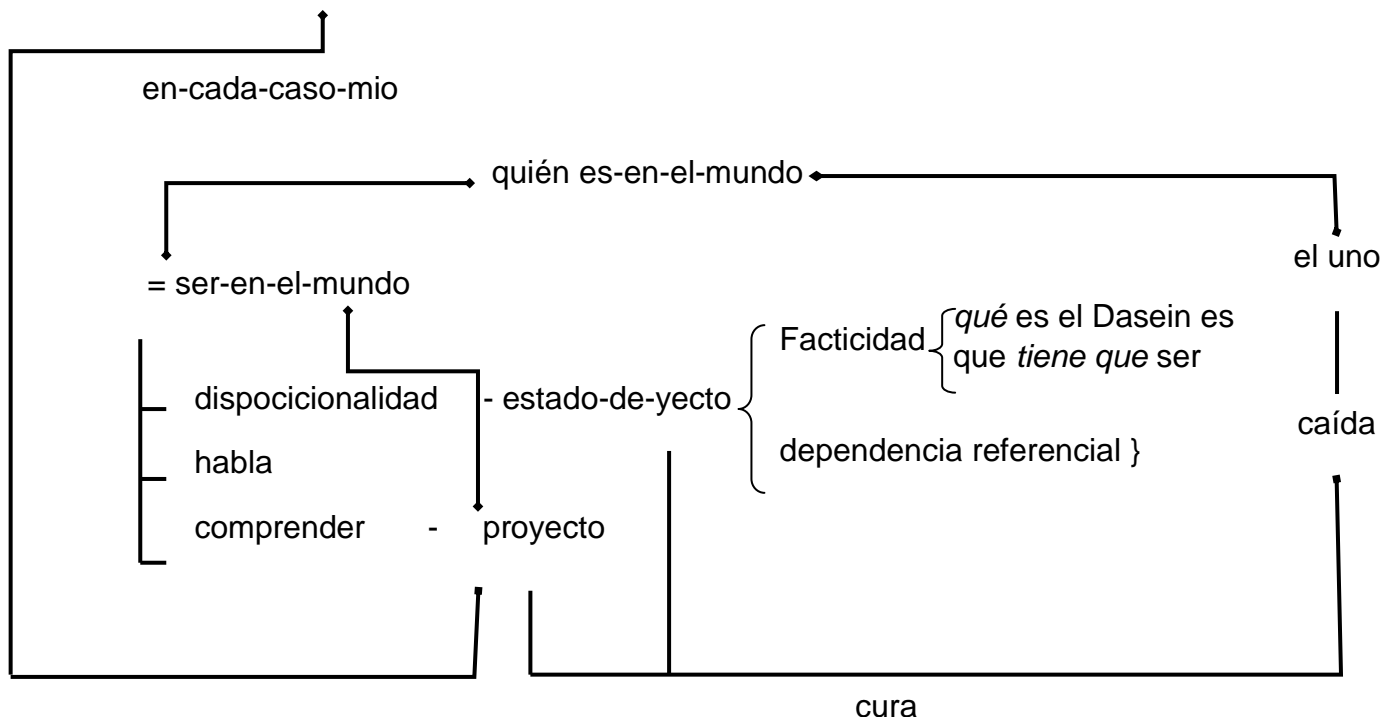 en-cada-caso-mio
quién es-en-el-mundo
el uno
= ser-en-el-mundo
Facticidad
qué es el Dasein es
que tiene que ser
dispocicionalidad - estado-de-yecto
caída
habla
dependencia referencial }
comprender - proyecto
cura